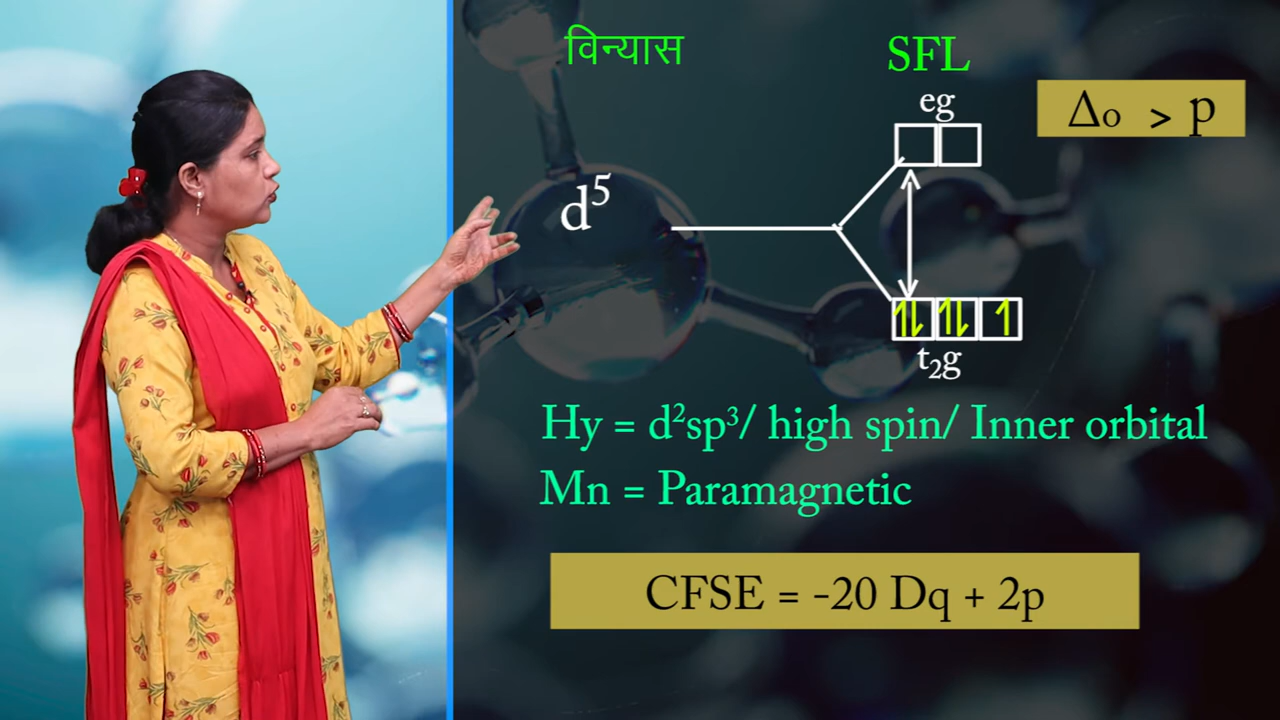 विन्यास
SFL
eg
Δo > p
d⁵
t₂g
Hy = d²sp³/ high spin/ Inner orbital
Mn = Paramagnetic
CFSE = -20 Dq + 2p